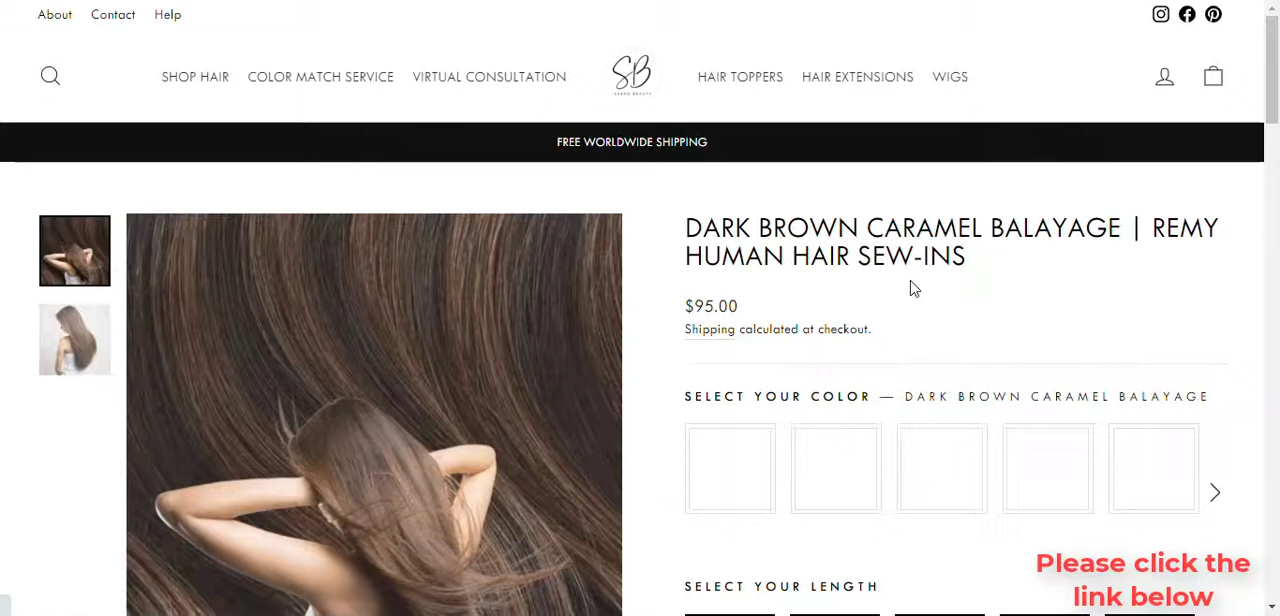 About Contact Help
SHOP HAIR COLOR MATCH SERVICE VIRTUAL CONSULTATION SB HAIR TOPPERS HAIR EXTENSIONS WIGS
FREE WORLDWIDE SHIPPING
DARK BROWN CARAMEL BALAYAGE | REMY
HUMAN HAIR SEW-INS
$95.00
Shipping calculated at checkout.
SELECT YOUR COLOR — DARK BROWN CARAMEL BALAYAGE
SELECT YOUR LENGTH
Please click the
link below